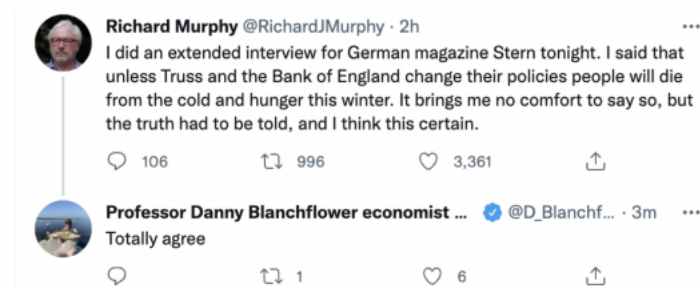 Richard Murphy @RichardJMurphy · 2h
I did an extended interview for German magazine Stern tonight. I said that
unless Truss and the Bank of England change their policies people will die
from the cold and hunger this winter. It brings me no comfort to say so, but
the truth had to be told, and I think this certain.
106 996 3,361
Professor Danny Blanchflower economist ... @D_Blanchf... · 3m
Totally agree
1 6